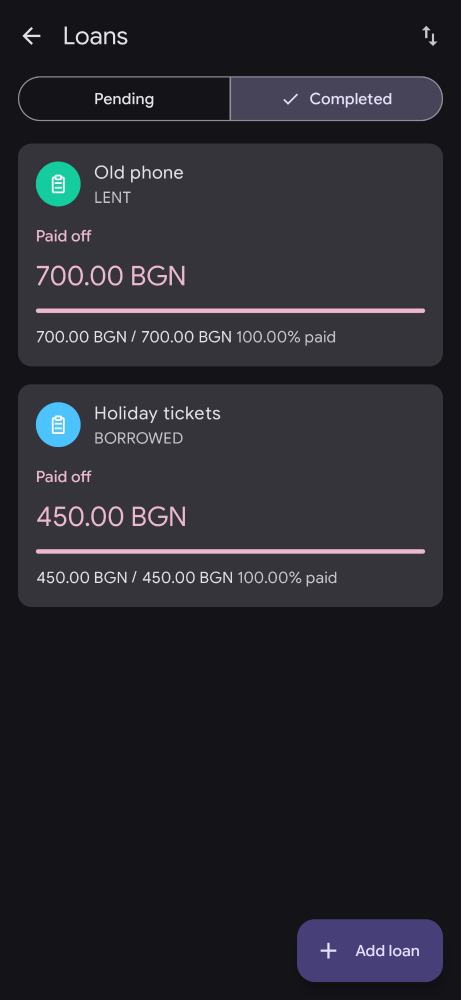 Loans
Pending
Completed
Old phone
LENT
Paid off
700.00 BGN
700.00 BGN / 700.00 BGN 100.00% paid
Holiday tickets
BORROWED
Paid off
450.00 BGN
450.00 BGN / 450.00 BGN 100.00% paid
Add loan